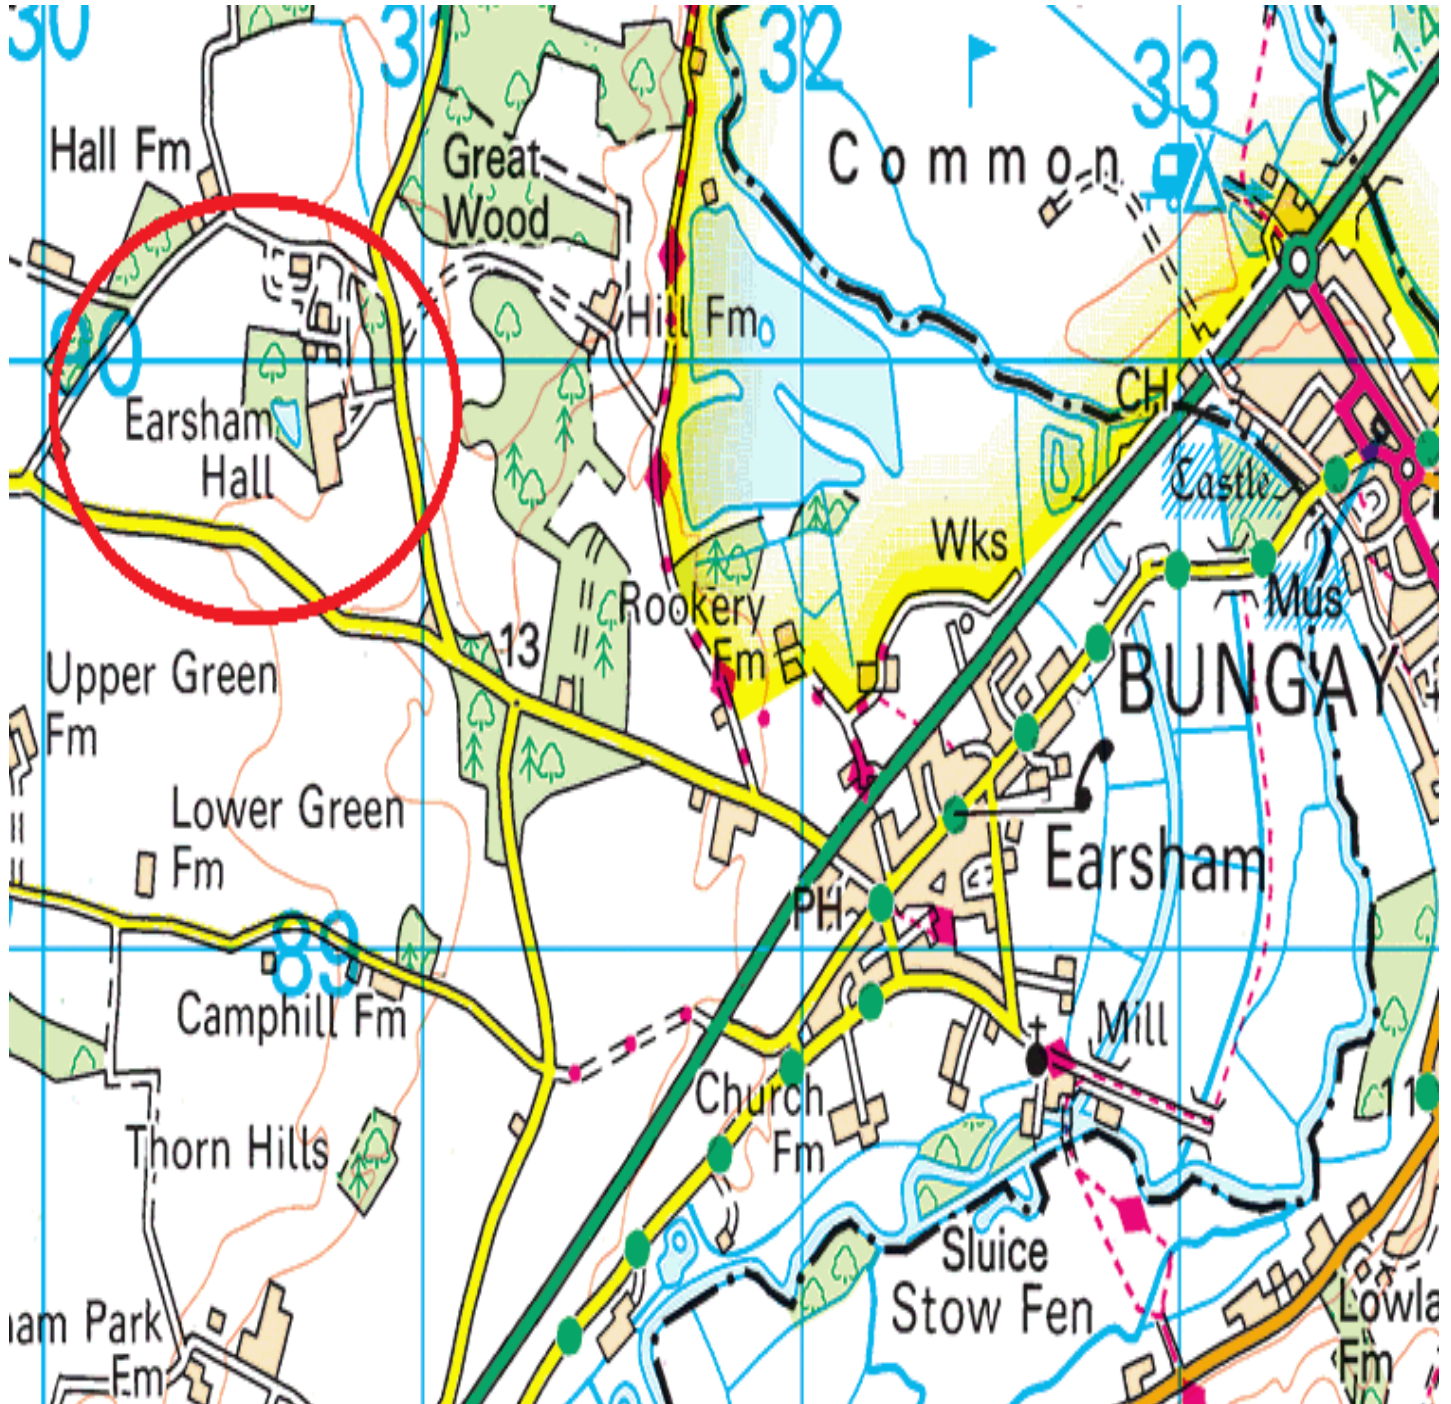 30
31
32
33
A 14
Hall Fm
Great
Wood
Common
Hill Fm
90
CH
Earsham
Hall
Castle
Wks
Rookery
Fm
Mus
13
BUNGAY
Upper Green
Fm
Lower Green
Fm
Earsham
PH
89
Camphill Fm
Mill
Church
Fm
11
Thorn Hills
Sluice
Stow Fen
am Park
Fm
Lowla
Fm